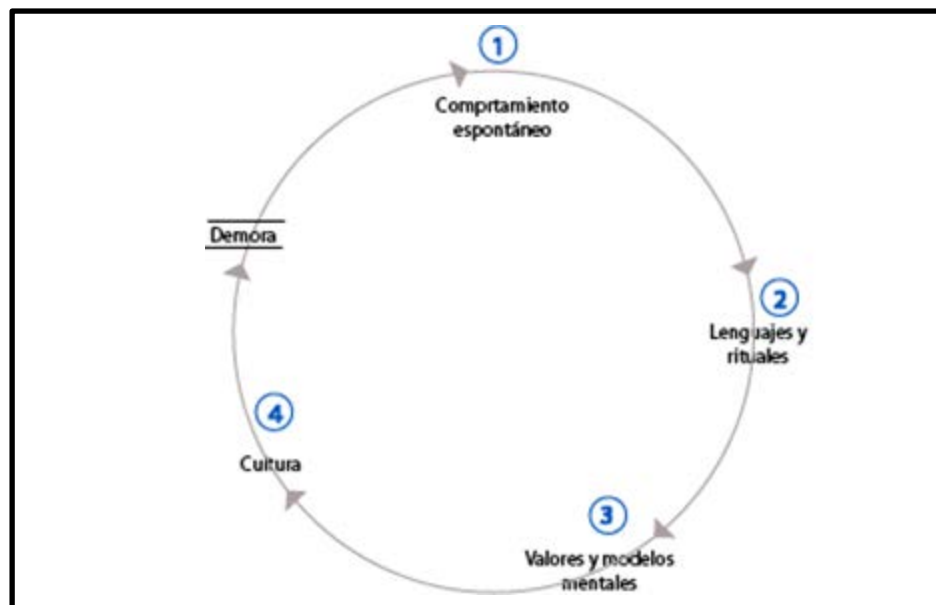 1
Comprtamiento
espontáneo
2
Lenguajes y
rituales
3
Valores y modelos
mentales
4
Cultura
Demora